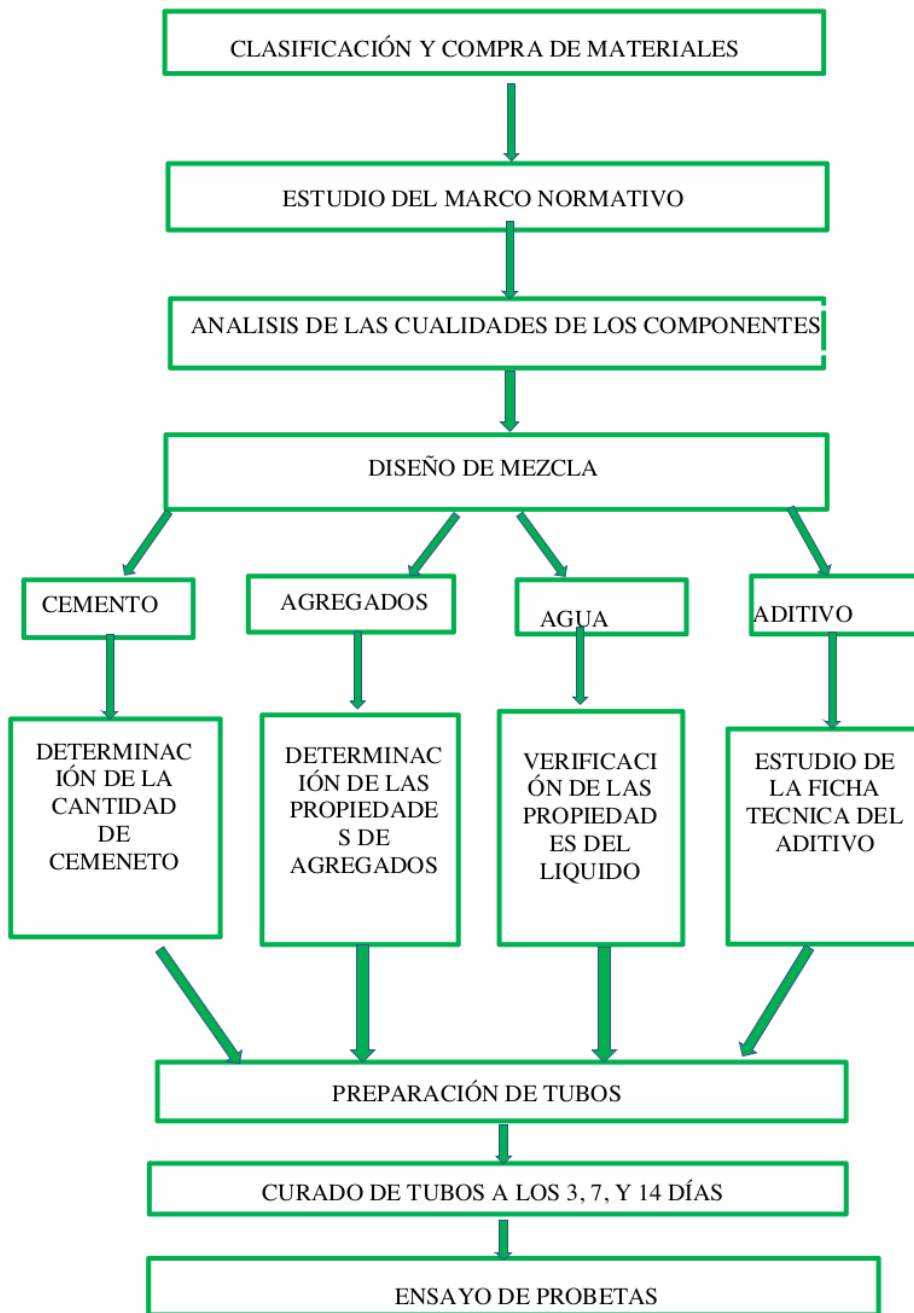 CLASIFICACIÓN Y COMPRA DE MATERIALES
ESTUDIO DEL MARCO NORMATIVO
ANALISIS DE LAS CUALIDADES DE LOS COMPONENTES
DISEÑO DE MEZCLA
CEMENTO
AGREGADOS
AGUA
ADITIVO
DETERMINAC
IÓN DE LA
CANTIDAD
DE
CEMENETO
DETERMINAC
IÓN DE LAS
PROPIEDADE
S DE
AGREGADOS
VERIFICACI
ÓN DE LAS
PROPIEDAD
ES DEL
LIQUIDO
ESTUDIO DE
LA FICHA
TECNICA DEL
ADITIVO
PREPARACIÓN DE TUBOS
CURADO DE TUBOS A LOS 3, 7, Y 14 DÍAS
ENSAYO DE PROBETAS